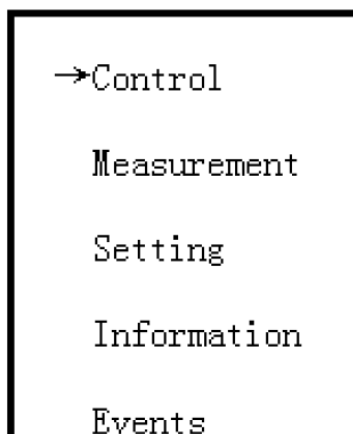 →Control
Measurement
Setting
Information
Events